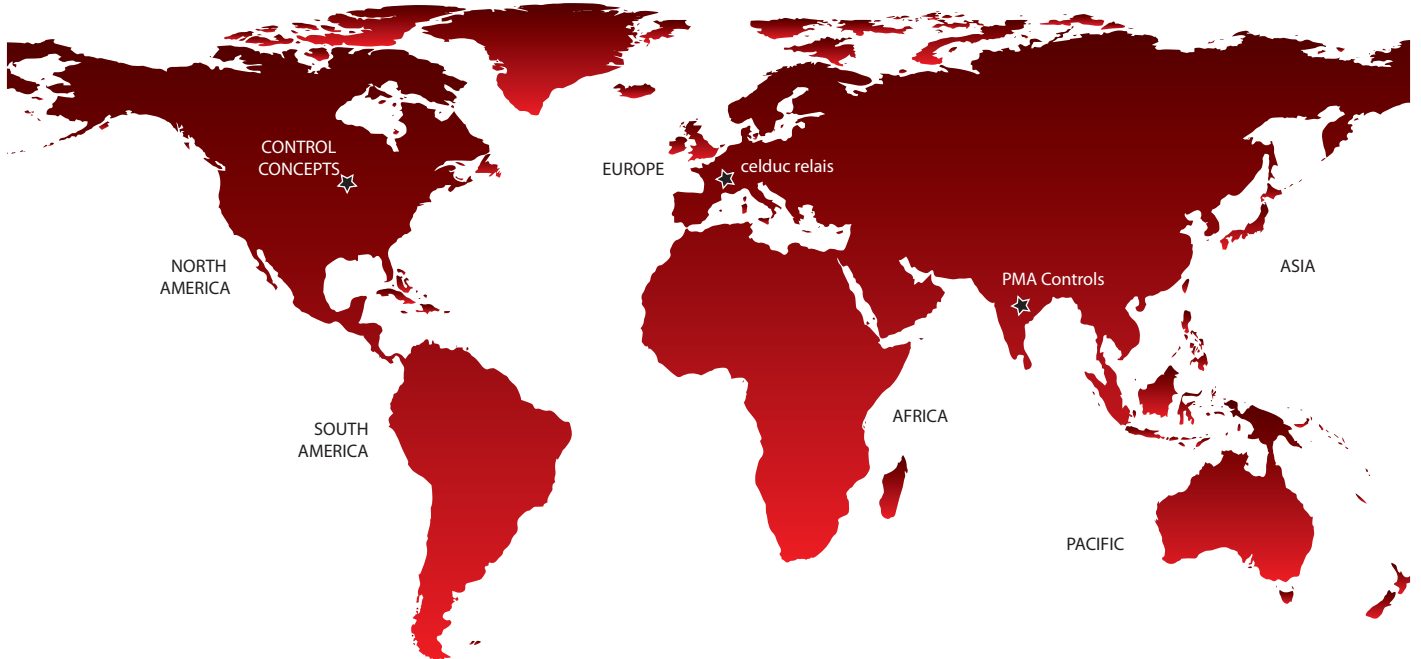 CONTROL
CONCEPTS
EUROPE
celduc relais
NORTH
AMERICA
PMA Controls
ASIA
SOUTH
AMERICA
AFRICA
PACIFIC